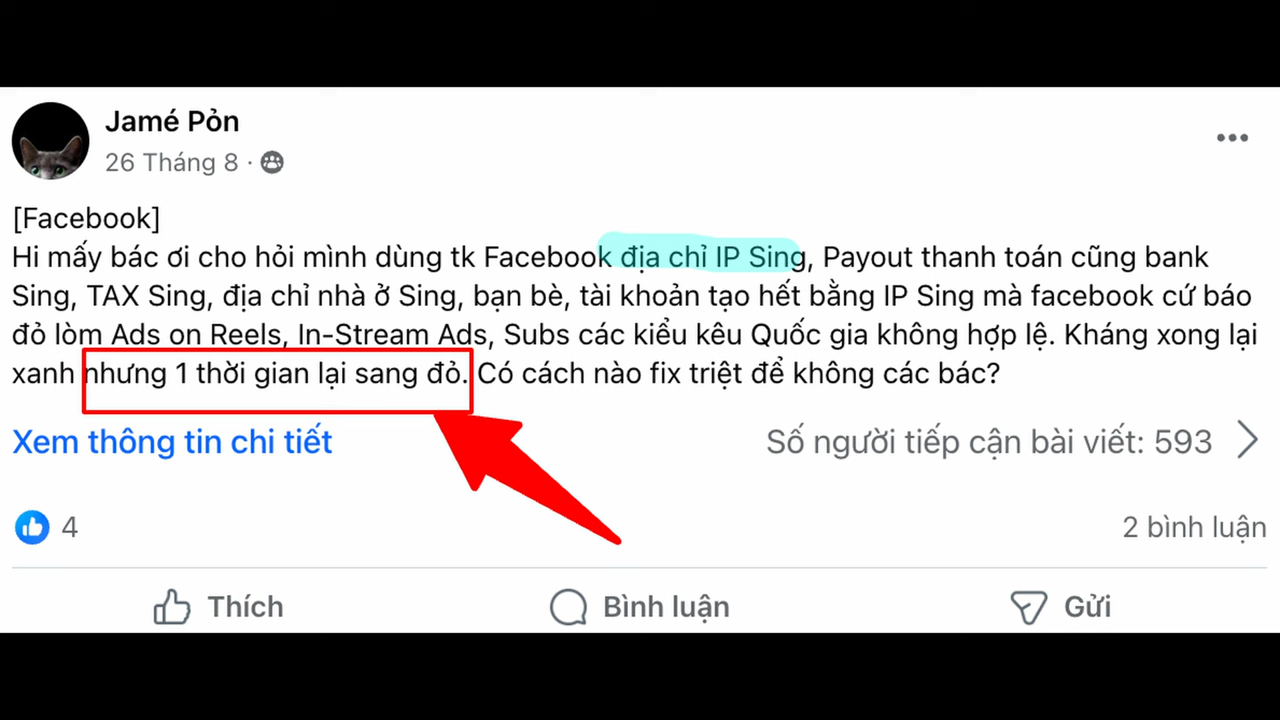 Jamé Pỏn
26 Tháng 8 ·
[Facebook]
Hi mấy bác ơi cho hỏi mình dùng tk Facebook địa chỉ IP Sing, Payout thanh toán cũng bank
Sing, TAX Sing, địa chỉ nhà ở Sing, bạn bè, tài khoản tạo hết bằng IP Sing mà facebook cứ báo
đỏ lòm Ads on Reels, In-Stream Ads, Subs các kiểu kêu Quốc gia không hợp lệ. Kháng xong lại
xanh nhưng 1 thời gian lại sang đỏ. Có cách nào fix triệt để không các bác?
Xem thông tin chi tiết Số người tiếp cận bài viết: 593
4 2 bình luận
Thích Bình luận Gửi